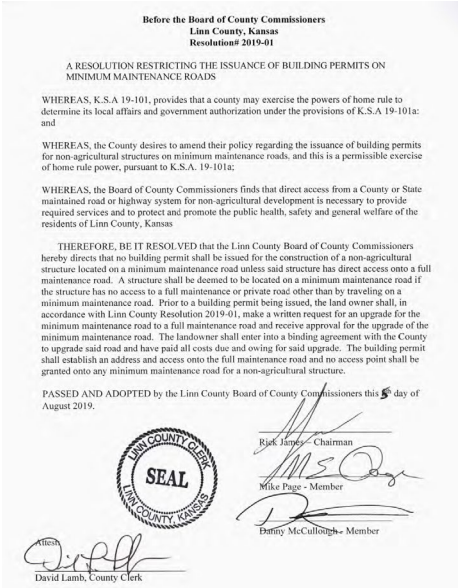 Before the Board of County Commissioners
Linn County, Kansas
Resolution# 2019-01
A RESOLUTION RESTRICTING THE ISSUANCE OF BUILDING PERMITS ON
MINIMUM MAINTENANCE ROADS
WHEREAS, K.S.A 19-101, provides that a county may exercise the powers of home rule to
determine its local affairs and government authorization under the provisions of K.S.A 19-101a:
and
WHEREAS, the County desires to amend their policy regarding the issuance of building permits
for non-agricultural structures on minimum maintenance roads, and this is a permissible exercise
of home rule power, pursuant to K.S.A. 19-101a;
WHEREAS, the Board of County Commissioners finds that direct access from a County or State
maintained road or highway system for non-agricultural development is necessary to provide
required services and to protect and promote the public health, safety and general welfare of the
residents of Linn County, Kansas
THEREFORE, BE IT RESOLVED that the Linn County Board of County Commissioners
hereby directs that no building permit shall be issued for the construction of a non-agricultural
structure located on a minimum maintenance road unless said structure has direct access onto a full
maintenance road. A structure shall be deemed to be located on a minimum maintenance road if
the structure has no access to a full maintenance or private road other than by traveling on a
minimum maintenance road. Prior to a building permit being issued, the land owner shall, in
accordance with Linn County Resolution 2019-01, make a written request for an upgrade for the
minimum maintenance road to a full maintenance road and receive approval for the upgrade of the
minimum maintenance road. The landowner shall enter into a binding agreement with the County
to upgrade said road and have paid all costs due and owing for said upgrade. The building permit
shall establish an address and access onto the full maintenance road and no access point shall be
granted onto any minimum maintenance road for a non-agricultural structure.
PASSED AND ADOPTED by the Linn County Board of County Commissioners this day of
August 2019.
Rick James - Chairman
LINN COUNTY CLERK
SEAL
LINN COUNTY, KANSAS
Mike Page - Member
Danny McCullough - Member
Attest:
David Lamb, County Clerk